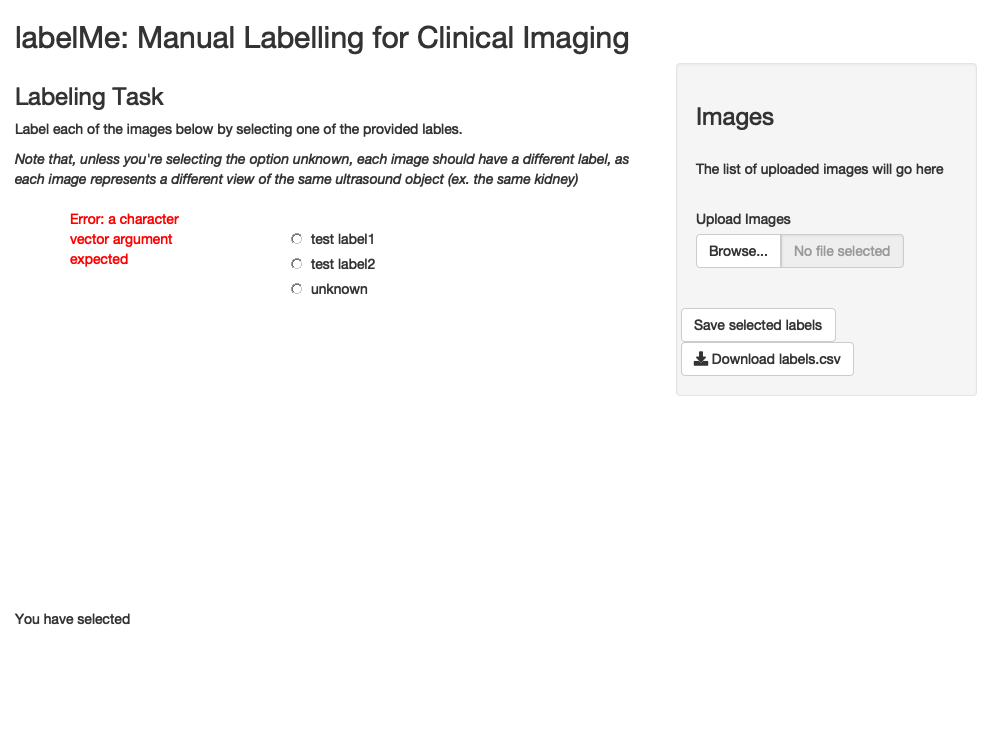 labelMe: Manual Labelling for Clinical Imaging
Labeling Task
Label each of the images below by selecting one of the provided lables.
Note that, unless you're selecting the option unknown, each image should have a different label, as
each image represents a different view of the same ultrasound object (ex. the same kidney)
Error: a character
vector argument
expected
test label1
test label2
unknown
You have selected
Images
The list of uploaded images will go here
Upload Images
Browse... No file selected
Save selected labels
Download labels.csv